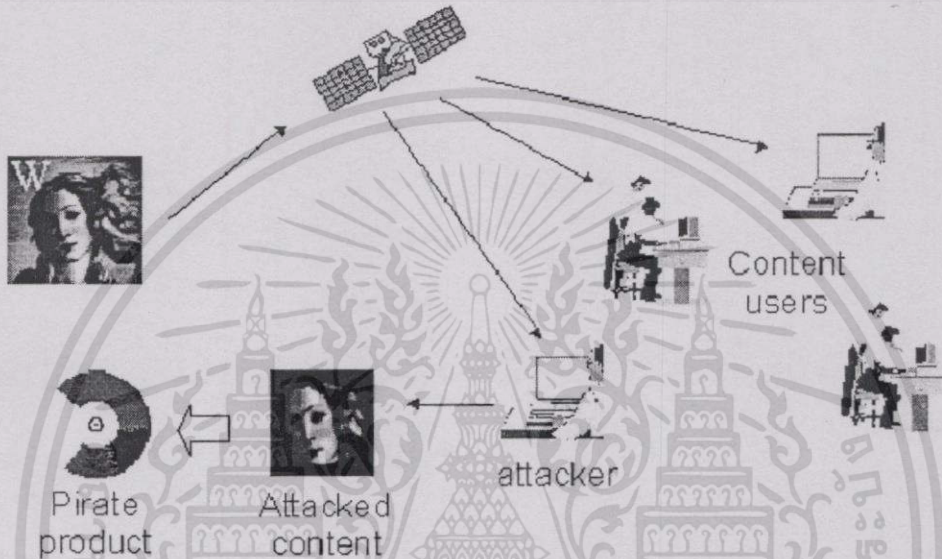 W
Content
users
attacker
Pirate
product
Attacked
content